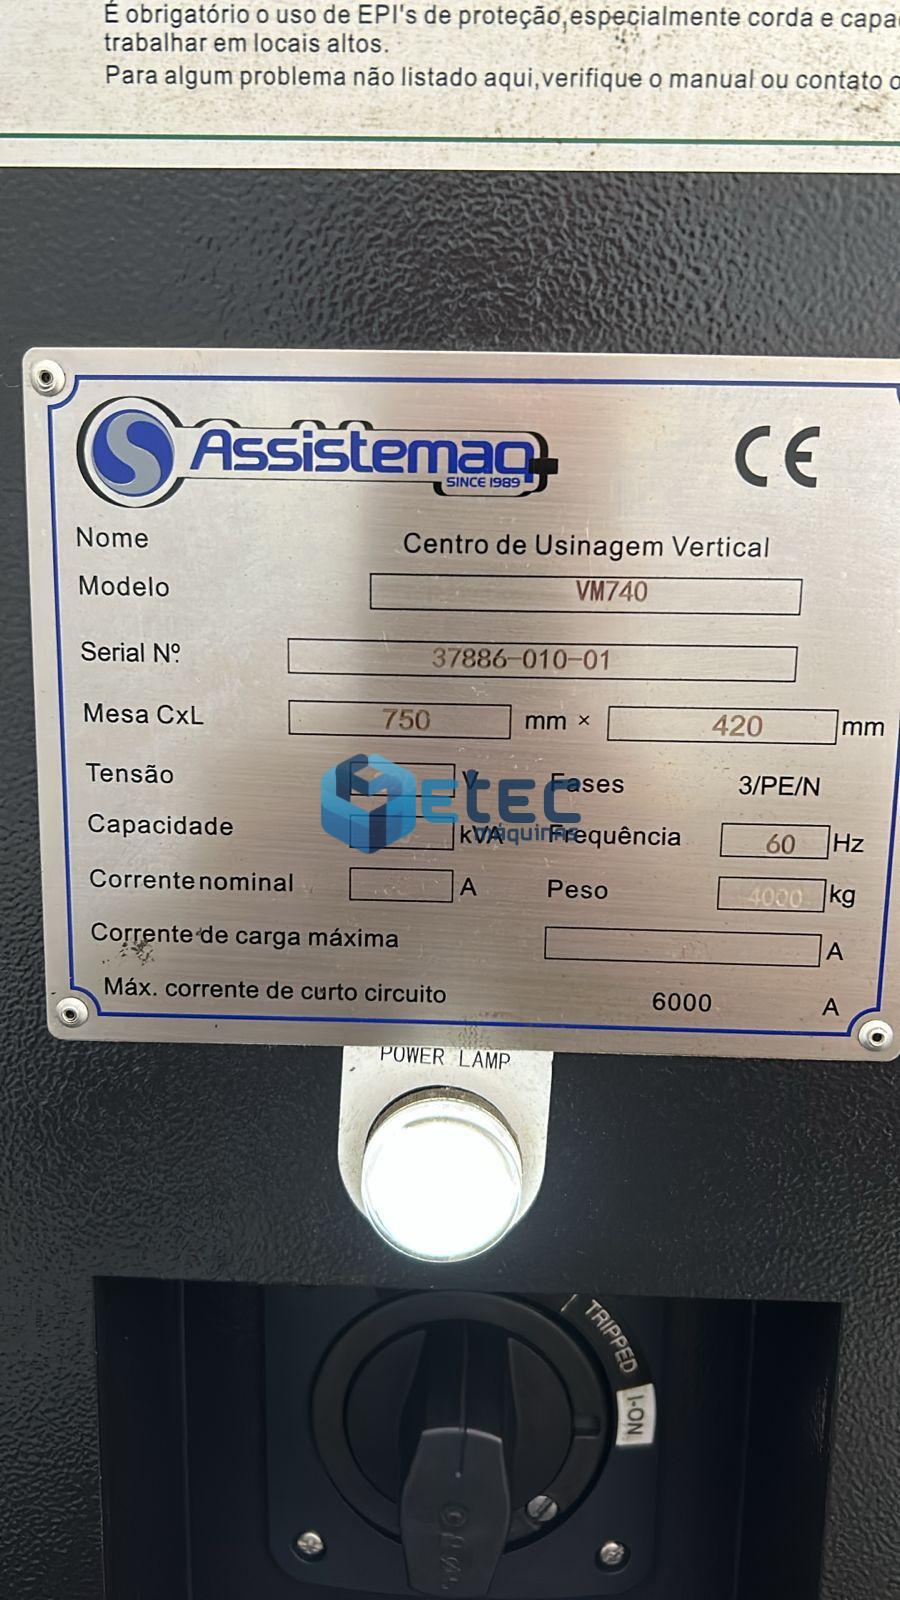 É obrigatório o uso de EPI's de proteção,especialmente corda e
trabalhar em locais altos.
Para algum problema não listado aqui,verifique o manual ou contato
Assistemaq
SINCE 1989
CE
Nome Centro de Usinagem Vertical
Modelo VM740
Serial Nº 37886-010-01
Mesa CxL 750 mm × 420 mm
Tensão V Fases 3/PE/N
Capacidade kVA Frequência 60 Hz
Corrente nominal A Peso 4000 kg
Corrente de carga máxima A
Máx. corrente de curto circuito 6000 A
etec
máquinas
POWER LAMP
TRIPPED
I-ON